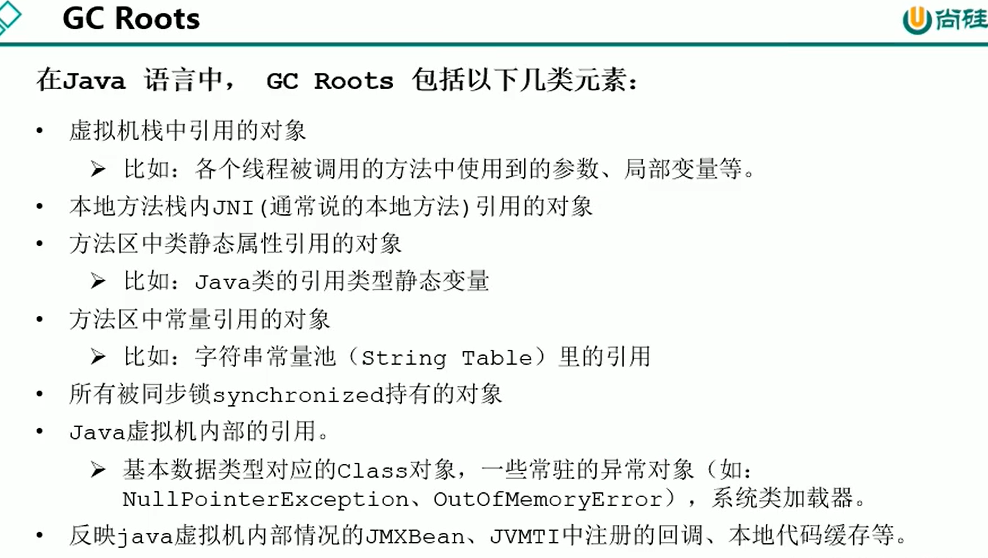 GC Roots
尚硅
在Java 语言中， GC Roots 包括以下几类元素：
• 虚拟机栈中引用的对象
➢ 比如：各个线程被调用的方法中使用到的参数、局部变量等。
• 本地方法栈内JNI(通常说的本地方法)引用的对象
• 方法区中类静态属性引用的对象
➢ 比如：Java类的引用类型静态变量
• 方法区中常量引用的对象
➢ 比如：字符串常量池（String Table）里的引用
• 所有被同步锁synchronized持有的对象
• Java虚拟机内部的引用。
➢ 基本数据类型对应的Class对象，一些常驻的异常对象（如：
NullPointerException、OutOfMemoryError），系统类加载器。
• 反映java虚拟机内部情况的JMXBean、JVMTI中注册的回调、本地代码缓存等。